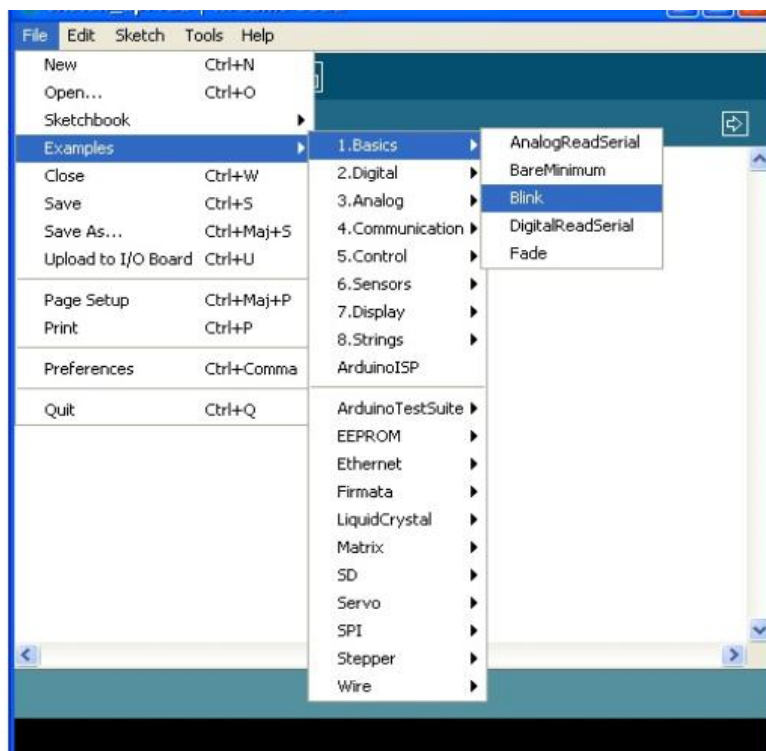 File Edit Sketch Tools Help
New Ctrl+N
Open... Ctrl+O
Sketchbook
Examples
Close Ctrl+W
Save Ctrl+S
Save As... Ctrl+Maj+S
Upload to I/O Board Ctrl+U
Page Setup Ctrl+Maj+P
Print Ctrl+P
Preferences Ctrl+Comma
Quit Ctrl+Q
1.Basics
2.Digital
3.Analog
4.Communication
5.Control
6.Sensors
7.Display
8.Strings
ArduinoISP
ArduinoTestSuite
EEPROM
Ethernet
Firmata
LiquidCrystal
Matrix
SD
Servo
SPI
Stepper
Wire
AnalogReadSerial
BareMinimum
Blink
DigitalReadSerial
Fade